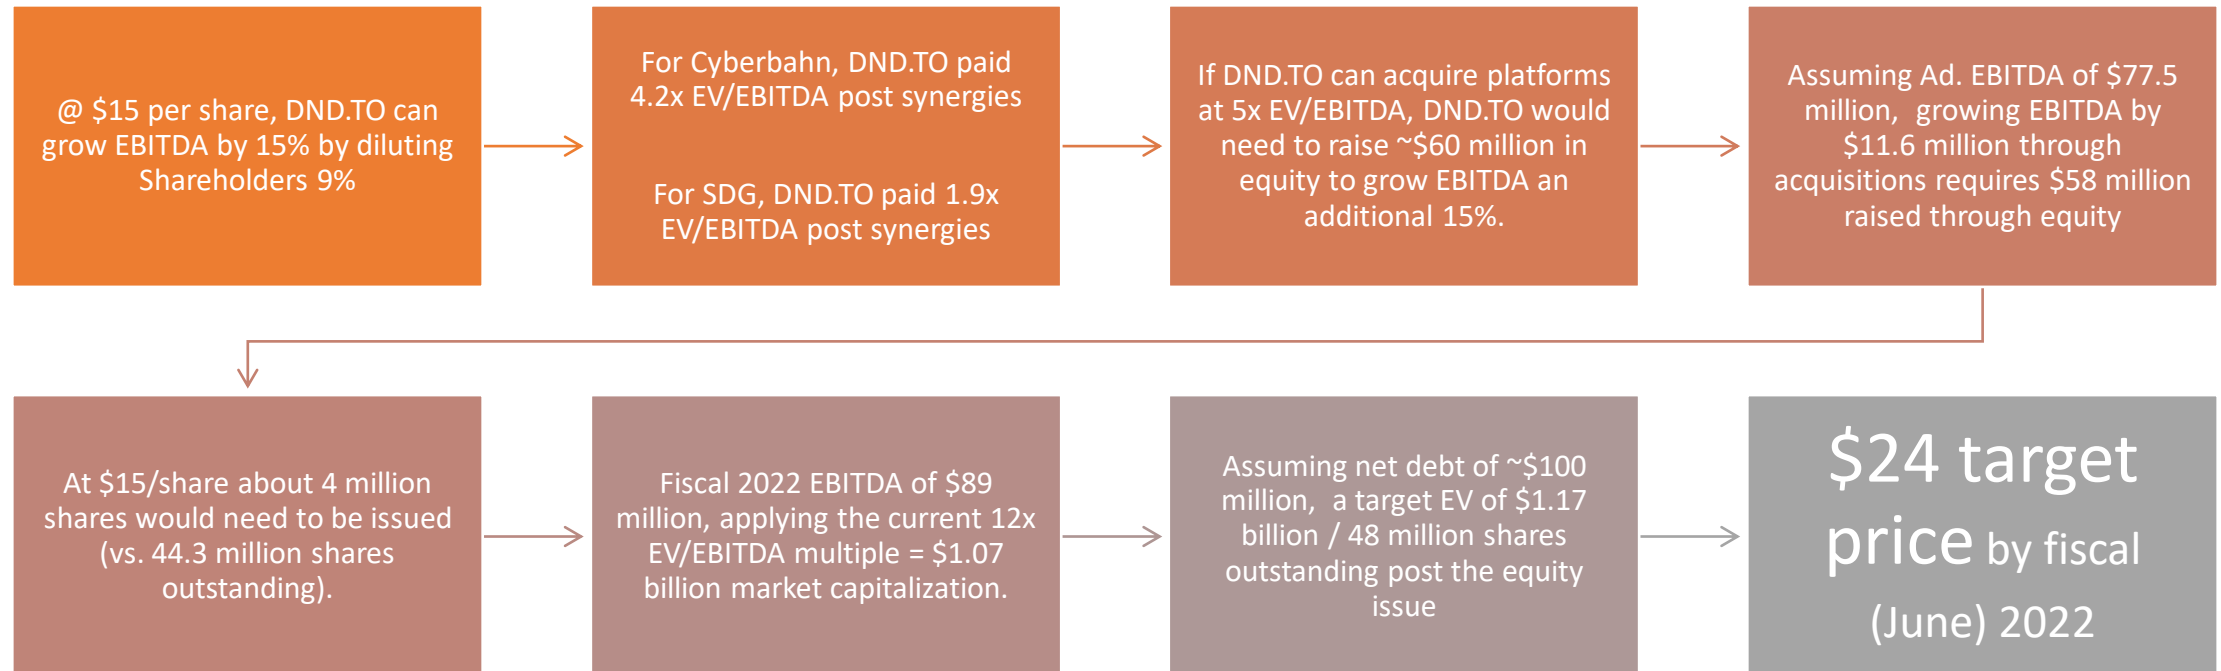 @ $15 per share, DND.TO can
grow EBITDA by 15% by diluting
Shareholders 9%
For Cyberbahn, DND.TO paid
4.2x EV/EBITDA post synergies
For SDG, DND.TO paid 1.9x
EV/EBITDA post synergies
If DND.TO can acquire platforms
at 5x EV/EBITDA, DND.TO would
need to raise ~$60 million in
equity to grow EBITDA an
additional 15%.
Assuming Ad. EBITDA of $77.5
million, growing EBITDA by
$11.6 million through
acquisitions requires $58 million
raised through equity
At $15/share about 4 million
shares would need to be issued
(vs. 44.3 million shares
outstanding).
Fiscal 2022 EBITDA of $89
million, applying the current 12x
EV/EBITDA multiple = $1.07
billion market capitalization.
Assuming net debt of ~$100
million, a target EV of $1.17
billion / 48 million shares
outstanding post the equity
issue
$24 target
price by fiscal
(June) 2022